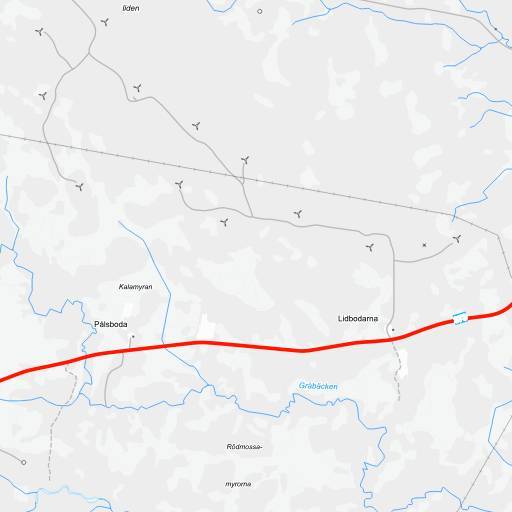 liden
Kalamyran
Pålsboda
Lidbodarna
Gråbäcken
Rödmossa-
myrorna